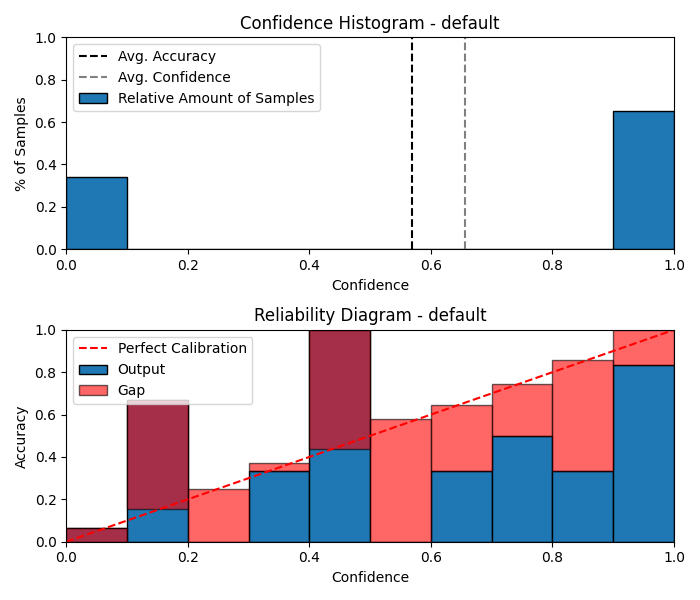 Confidence Histogram - default
1.0
0.8
0.6
0.4
0.2
0.0
% of Samples
Avg. Accuracy
Avg. Confidence
Relative Amount of Samples
0.0 0.2 0.4 0.6 0.8 1.0
Confidence
Reliability Diagram - default
1.0
0.8
0.6
0.4
0.2
0.0
Accuracy
Perfect Calibration
Output
Gap
0.0 0.2 0.4 0.6 0.8 1.0
Confidence